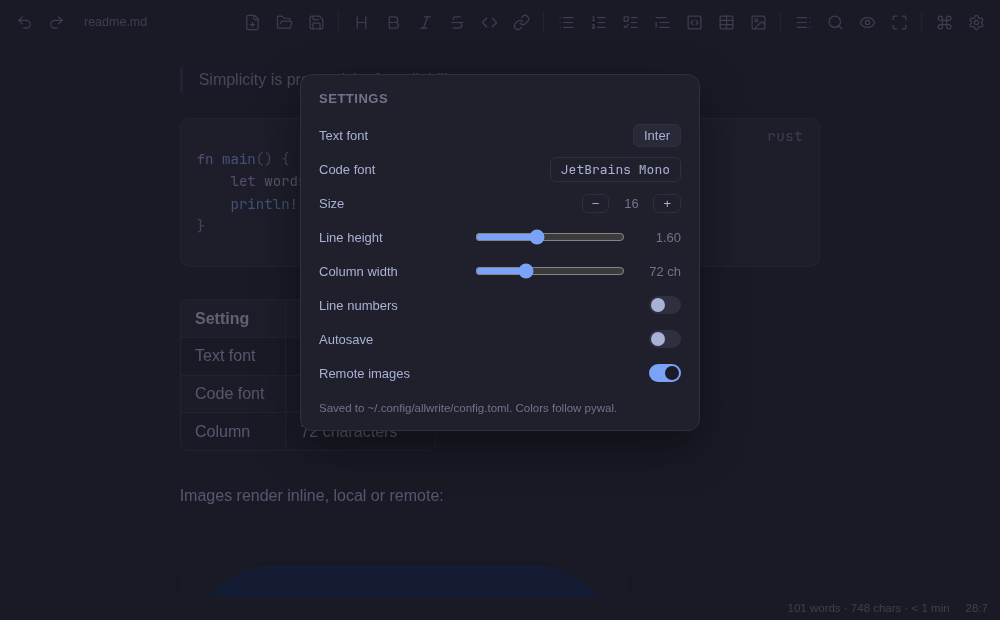 readme.md
Simplicity is pre
SETTINGS
Text font Inter
Code font JetBrains Mono
Size − 16 +
Line height 1.60
Column width 72 ch
Line numbers
Autosave
Remote images
Saved to ~/.config/allwrite/config.toml. Colors follow pywal.
rust
fn main() {
let words
println!
}
Setting
Text font
Code font
Column 72 characters
Images render inline, local or remote:
101 words · 748 chars · < 1 min 28:7